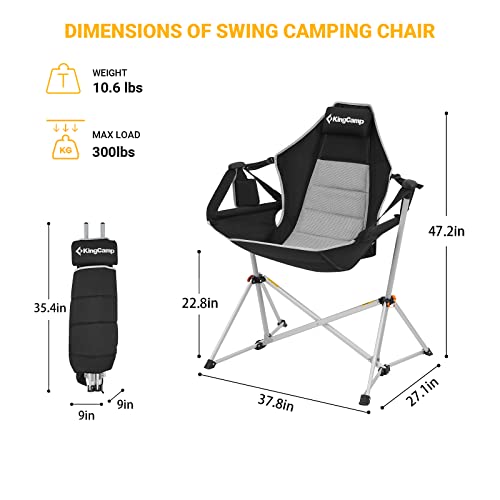 DIMENSIONS OF SWING CAMPING CHAIR
T
WEIGHT
10.6 lbs
KG
MAX LOAD
300lbs
KingCamp
KingCamp
47.2in
35.4in
22.8in
9in
9in
37.8in
27.1in